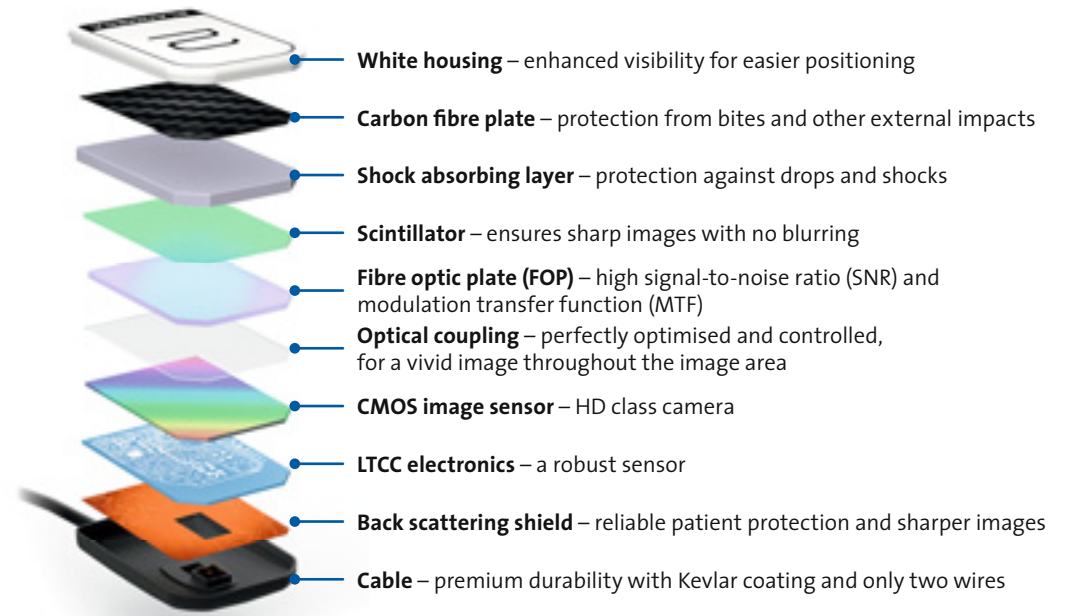 White housing – enhanced visibility for easier positioning
Carbon fibre plate – protection from bites and other external impacts
Shock absorbing layer – protection against drops and shocks
Scintillator – ensures sharp images with no blurring
Fibre optic plate (FOP) – high signal-to-noise ratio (SNR) and
modulation transfer function (MTF)
Optical coupling – perfectly optimised and controlled,
for a vivid image throughout the image area
CMOS image sensor – HD class camera
LTCC electronics – a robust sensor
Back scattering shield – reliable patient protection and sharper images
Cable – premium durability with Kevlar coating and only two wires